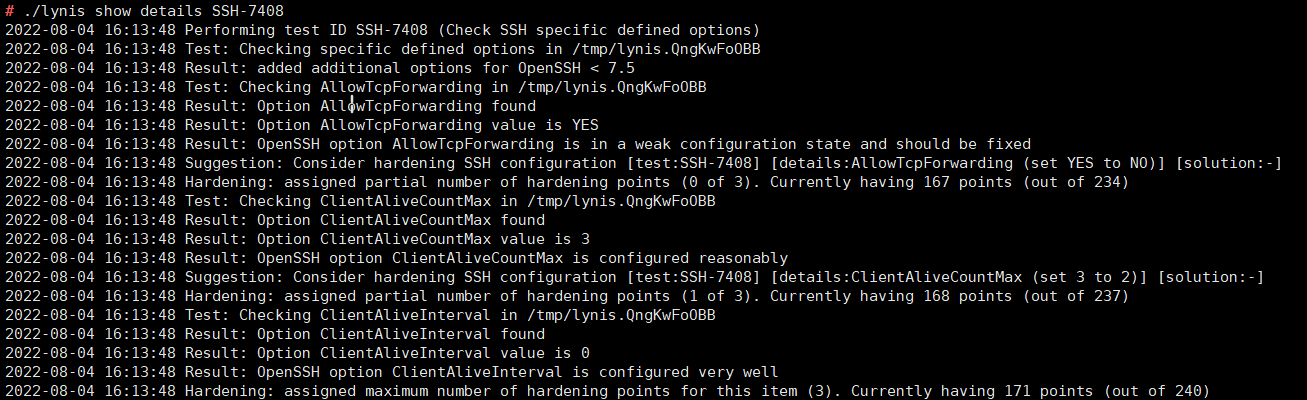 # ./lynis show details SSH-7408
2022-08-04 16:13:48 Performing test ID SSH-7408 (Check SSH specific defined options)
2022-08-04 16:13:48 Test: Checking specific defined options in /tmp/lynis.QngKwFoOBB
2022-08-04 16:13:48 Result: added additional options for OpenSSH < 7.5
2022-08-04 16:13:48 Test: Checking AllowTcpForwarding in /tmp/lynis.QngKwFoOBB
2022-08-04 16:13:48 Result: Option AllowTcpForwarding found
2022-08-04 16:13:48 Result: Option AllowTcpForwarding value is YES
2022-08-04 16:13:48 Result: OpenSSH option AllowTcpForwarding is in a weak configuration state and should be fixed
2022-08-04 16:13:48 Suggestion: Consider hardening SSH configuration [test:SSH-7408] [details:AllowTcpForwarding (set YES to NO)] [solution:-]
2022-08-04 16:13:48 Hardening: assigned partial number of hardening points (0 of 3). Currently having 167 points (out of 234)
2022-08-04 16:13:48 Test: Checking ClientAliveCountMax in /tmp/lynis.QngKwFoOBB
2022-08-04 16:13:48 Result: Option ClientAliveCountMax found
2022-08-04 16:13:48 Result: Option ClientAliveCountMax value is 3
2022-08-04 16:13:48 Result: OpenSSH option ClientAliveCountMax is configured reasonably
2022-08-04 16:13:48 Suggestion: Consider hardening SSH configuration [test:SSH-7408] [details:ClientAliveCountMax (set 3 to 2)] [solution:-]
2022-08-04 16:13:48 Hardening: assigned partial number of hardening points (1 of 3). Currently having 168 points (out of 237)
2022-08-04 16:13:48 Test: Checking ClientAliveInterval in /tmp/lynis.QngKwFoOBB
2022-08-04 16:13:48 Result: Option ClientAliveInterval found
2022-08-04 16:13:48 Result: Option ClientAliveInterval value is 0
2022-08-04 16:13:48 Result: OpenSSH option ClientAliveInterval is configured very well
2022-08-04 16:13:48 Hardening: assigned maximum number of hardening points for this item (3). Currently having 171 points (out of 240)